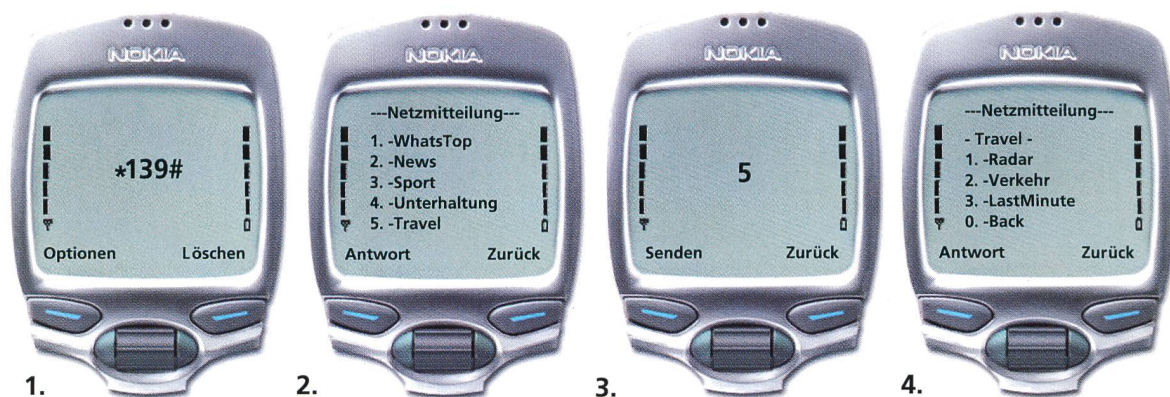 NOKIA
*139#
Optionen Löschen
1.
NOKIA
---Netzmitteilung---
1. -WhatsTop
2. -News
3. -Sport
4. -Unterhaltung
5. -Travel
Antwort Zurück
2.
NOKIA
5
Senden Zurück
3.
NOKIA
---Netzmitteilung---
- Travel -
1. -Radar
2. -Verkehr
3. -LastMinute
0. -Back
Antwort Zurück
4.